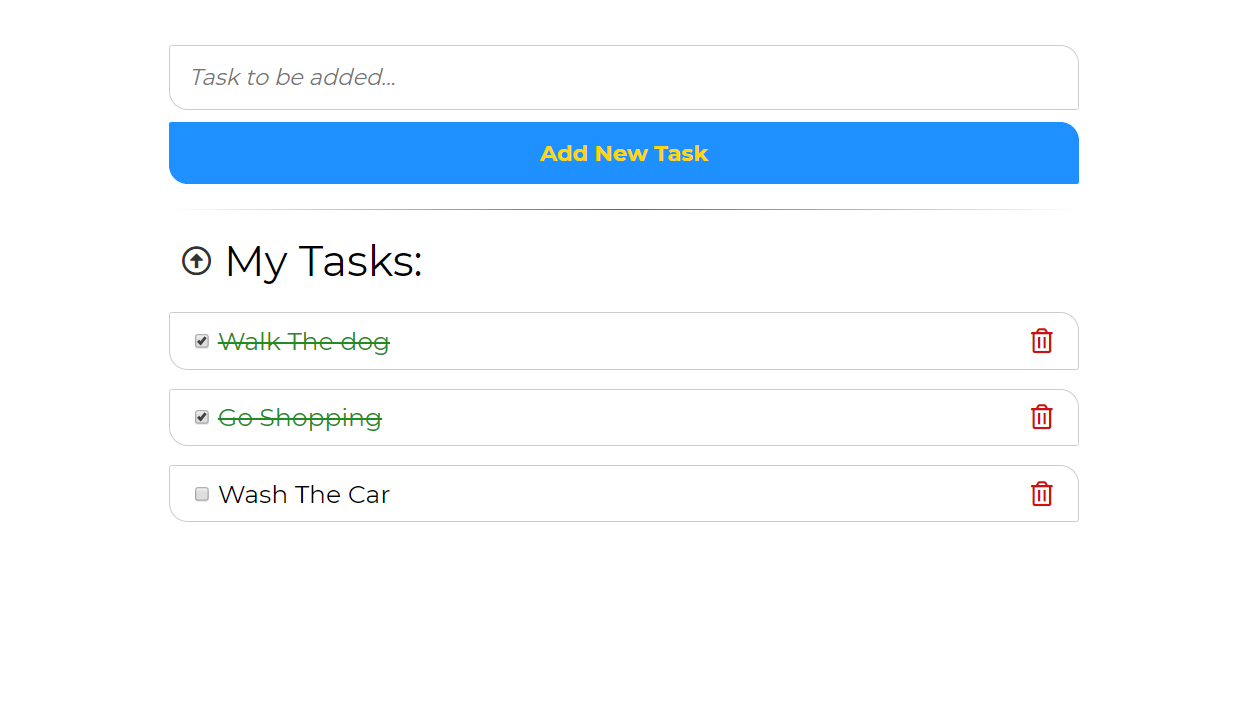 Task to be added...
Add New Task
My Tasks:
Walk The dog
Go Shopping
Wash The Car